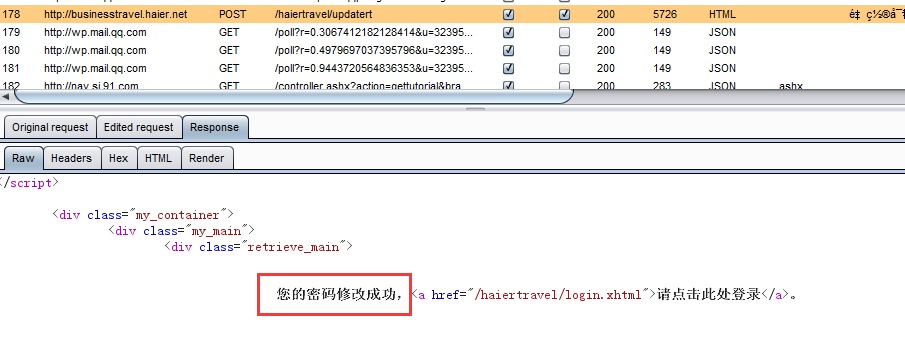 178 http://businesstravel.haier.net POST /haiertravel/updatert 200 5726 HTML
179 http://wp.mail.qq.com GET /poll?r=0.3067412182128414&u=32395... 200 149 JSON
180 http://wp.mail.qq.com GET /poll?r=0.4979697037395796&u=32395... 200 149 JSON
181 http://wp.mail.qq.com GET /poll?r=0.9443720564836353&u=32395... 200 149 JSON
182 http://nav.si.91.com GET /controller.ashx?action=gettutorial&bra 200 283 JSON ashx
Original request Edited request Response
Raw Headers Hex HTML Render
</script>
<div class="my_container">
<div class="my_main">
<div class="retrieve_main">
您的密码修改成功，<a href="/haiertravel/login.xhtml">请点击此处登录</a>。